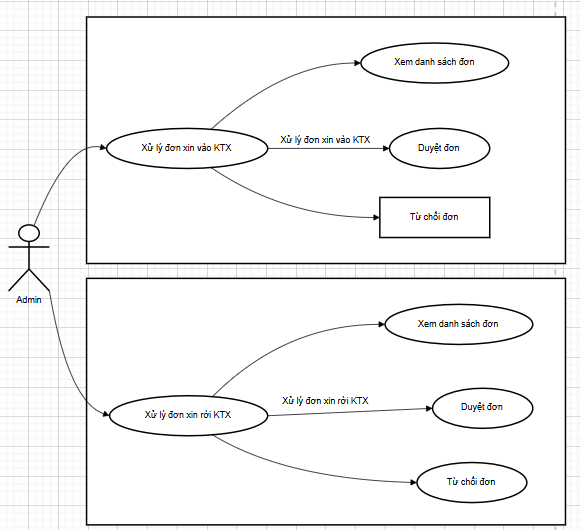 Xem danh sách đơn
Xử lý đơn xin vào KTX
Xử lý đơn xin vào KTX
Duyệt đơn
Từ chối đơn
Admin
Xem danh sách đơn
Xử lý đơn xin rời KTX
Xử lý đơn xin rời KTX
Duyệt đơn
Từ chối đơn